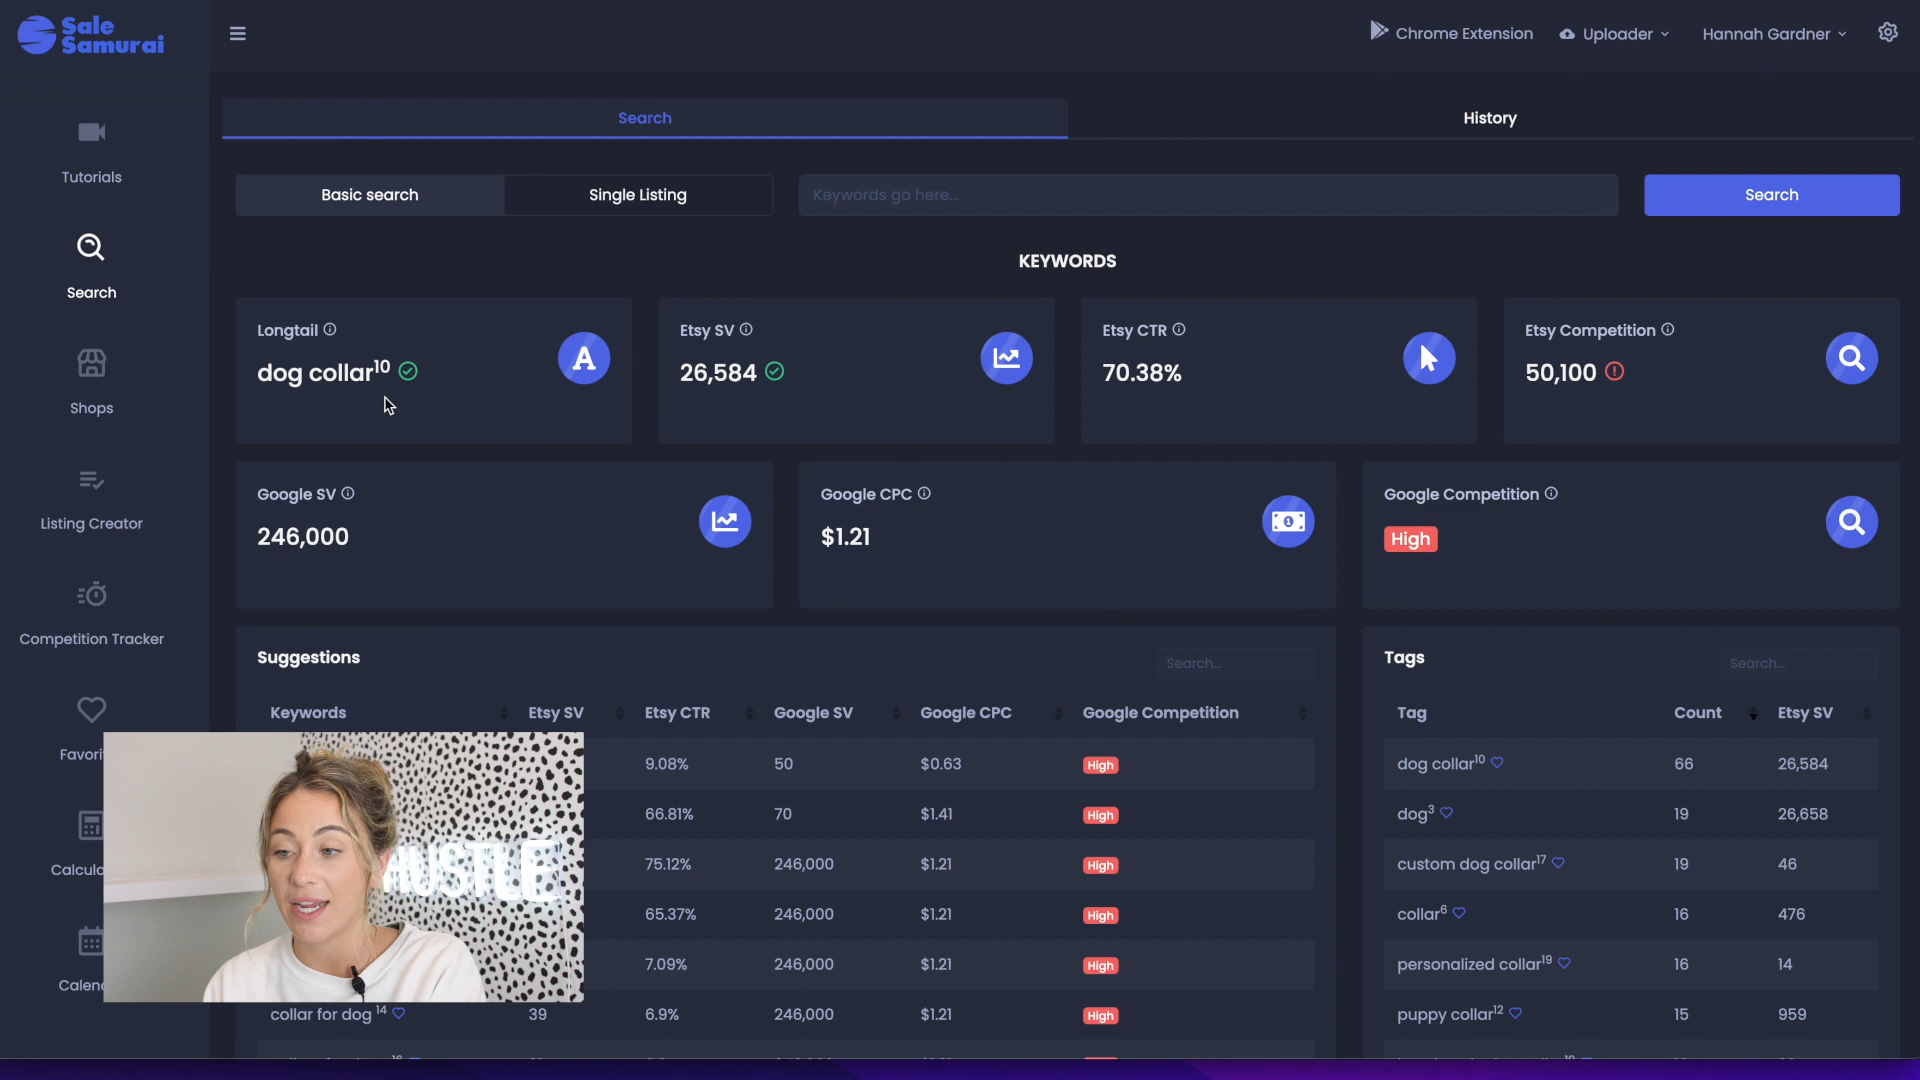 Sale
Samurai
Chrome Extension
Uploader
Hannah Gardner
Search
History
Tutorials
Basic search
Single Listing
Keywords go here...
Search
Search
KEYWORDS
Longtail
dog collar10
Etsy SV
26,584
Etsy CTR
70.38%
Etsy Competition
50,100
Shops
Google SV
246,000
Google CPC
$1.21
Google Competition
High
Listing Creator
Competition Tracker
Suggestions
Search...
Tags
Search...
Keywords Etsy SV Etsy CTR Google SV Google CPC Google Competition
Tag Count Etsy SV
9.08% 50 $0.63 High
dog collar10 66 26,584
66.81% 70 $1.41 High
dog3 19 26,658
75.12% 246,000 $1.21 High
custom dog collar17 19 46
65.37% 246,000 $1.21 High
collar6 16 476
7.09% 246,000 $1.21 High
personalized collar19 16 14
collar for dog 14 39 6.9% 246,000 $1.21 High
puppy collar12 15 959
Favori
Calcula
Calen
HUSTLE